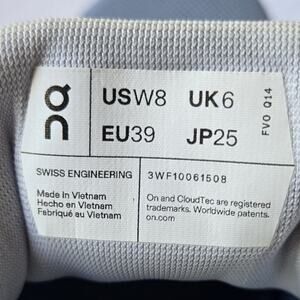 on
USW8 UK6
EU39 JP25
FVO Q14
SWISS ENGINEERING
3WF10061508
Made in Vietnam
Hecho en Vietnam
Fabriqué au Vietnam
On and CloudTec are registered
trademarks. Worldwide patents.
on.com